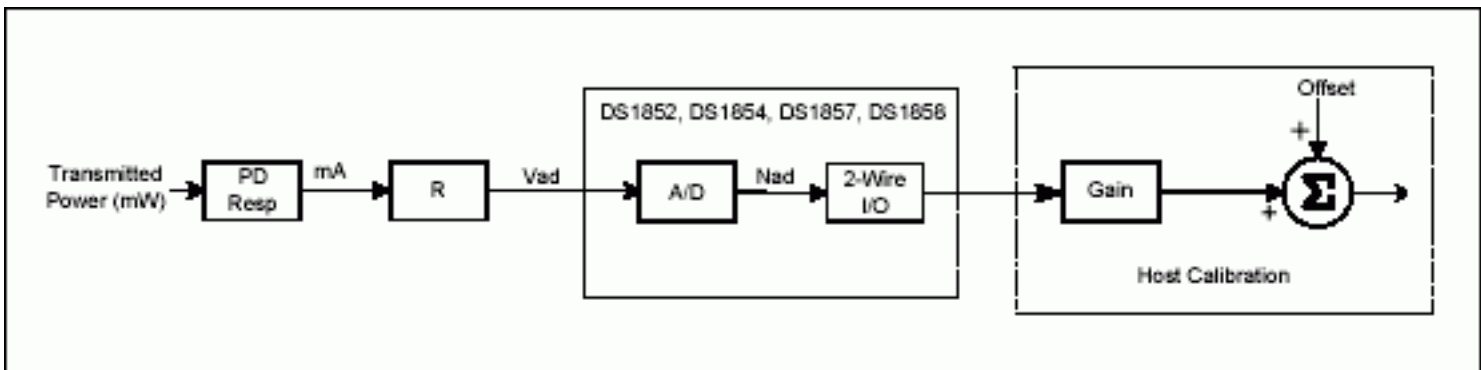 Offset
DS1852, DS1854, DS1857, DS1858
+
Transmitted
Power (mW)
PD
Resp
mA
R
Vad
A/D
Nad
2-Wire
I/O
Gain
+
Σ
Host Calibration